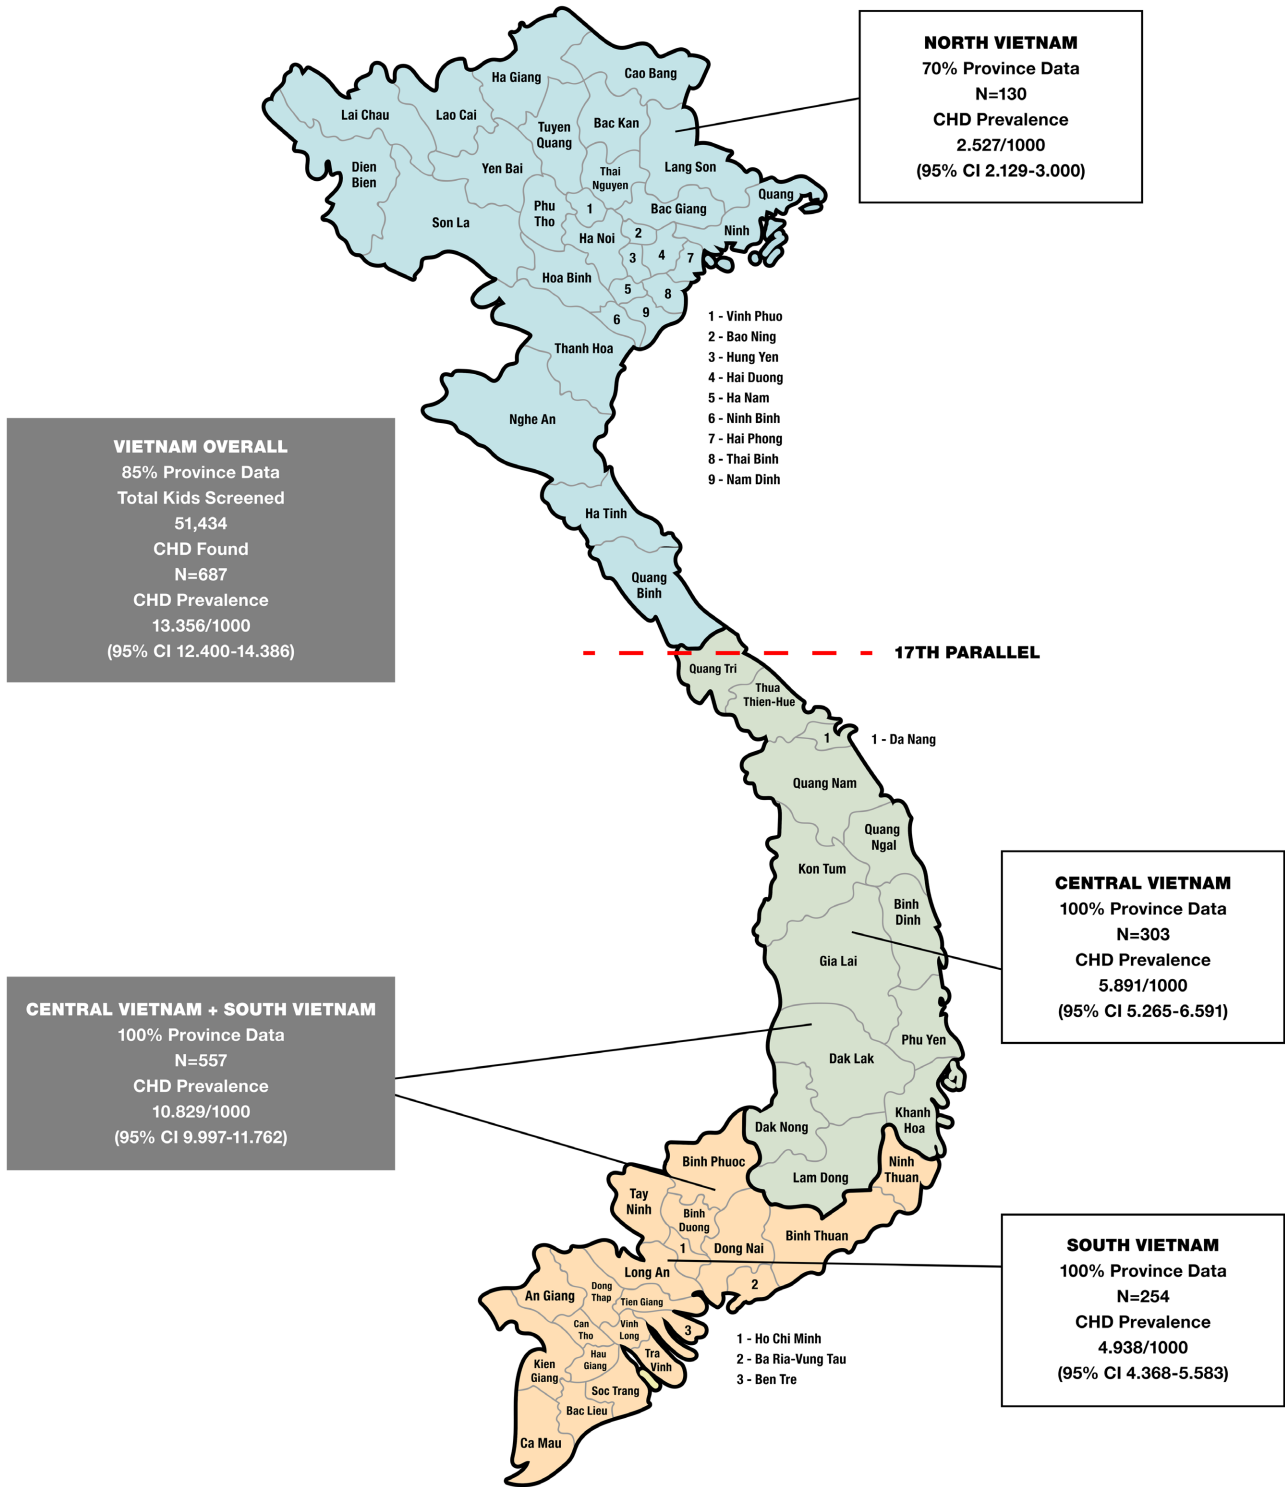 NORTH VIETNAM
70% Province Data
N=130
CHD Prevalence
2.527/1000
(95% CI 2.129-3.000)
Ha Giang
Cao Bang
Lai Chau
Lao Cai
Tuyen
Quang
Bac Kan
Dien
Bien
Yen Bai
Thai
Nguyen
Lang Son
Quang
Ninh
Son La
Phu
Tho
1
Bac Giang
Ha Noi
2
3
4
7
Hoa Binh
5
8
6
9
Thanh Hoa
Nghe An
Ha Tinh
Quang
Binh
1 - Vinh Phuo
2 - Bao Ning
3 - Hung Yen
4 - Hai Duong
5 - Ha Nam
6 - Ninh Binh
7 - Hai Phong
8 - Thai Binh
9 - Nam Dinh
VIETNAM OVERALL
85% Province Data
Total Kids Screened
51,434
CHD Found
N=687
CHD Prevalence
13.356/1000
(95% CI 12.400-14.386)
17TH PARALLEL
Quang Tri
Thua
Thien-Hue
1
1 - Da Nang
Quang Nam
Quang
Ngal
Kon Tum
Binh
Dinh
Gia Lai
Phu Yen
Dak Lak
Khanh
Hoa
Dak Nong
Lam Dong
CENTRAL VIETNAM
100% Province Data
N=303
CHD Prevalence
5.891/1000
(95% CI 5.265-6.591)
CENTRAL VIETNAM + SOUTH VIETNAM
100% Province Data
N=557
CHD Prevalence
10.829/1000
(95% CI 9.997-11.762)
Binh Phuoc
Ninh
Thuan
Tay
Ninh
Binh
Duong
Binh Thuan
1
Dong Nai
Long An
2
An Giang
Dong
Thap
Tien Giang
3
Can
Tho
Vinh
Long
Hau
Giang
Tra
Vinh
Kien
Giang
Soc Trang
Bac Lieu
Ca Mau
1 - Ho Chi Minh
2 - Ba Ria-Vung Tau
3 - Ben Tre
SOUTH VIETNAM
100% Province Data
N=254
CHD Prevalence
4.938/1000
(95% CI 4.368-5.583)